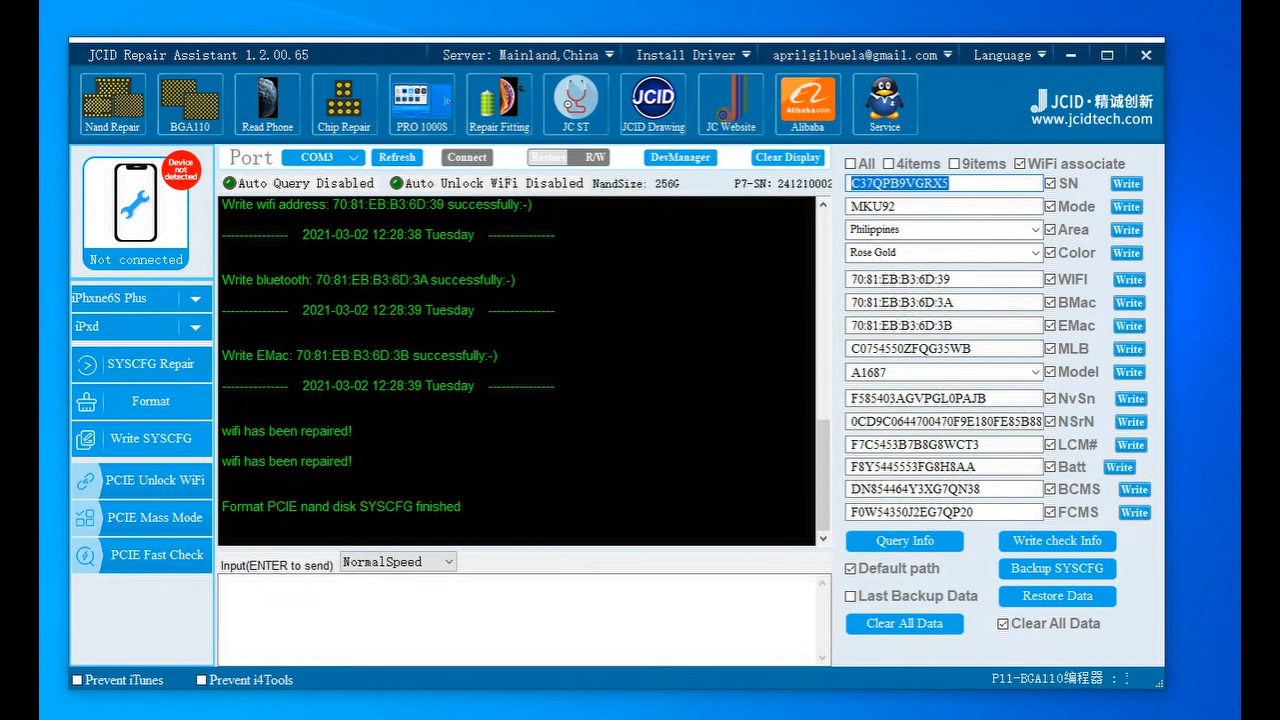 JCID Repair Assistant 1.2.00.65
Server: Mainland,China
Install Driver
aprilgilbuela@gmail.com
Language
Nand Repair
BGA110
Read Phone
Chip Repair
PRO 1000S
Repair Fitting
JC ST
JCID
JCID Drawing
JC Website
Alibaba.com
Alibaba
Service
JCID·精诚创新
www.jcidtech.com
Device
not
detected
Not connected
iPhxne6S Plus
iPxd
SYSCFG Repair
Format
Write SYSCFG
PCIE Unlock WiFi
PCIE Mass Mode
PCIE Fast Check
Port COM3 Refresh Connect Restore R/W DevManager Clear Display
Auto Query Disabled Auto Unlock WiFi Disabled NandSize: 256G P7-SN: 241210002
Write wifi address: 70:81:EB:B3:6D:39 successfully:-)
--------------- 2021-03-02 12:28:38 Tuesday ---------------
Write bluetooth: 70:81:EB:B3:6D:3A successfully:-)
--------------- 2021-03-02 12:28:39 Tuesday ---------------
Write EMac: 70:81:EB:B3:6D:3B successfully:-)
--------------- 2021-03-02 12:28:39 Tuesday ---------------
wifi has been repaired!
wifi has been repaired!
Format PCIE nand disk SYSCFG finished
Input(ENTER to send) NormalSpeed
All 4items 9items WiFi associate
C37QPB9VGRX5 SN Write
MKU92 Mode Write
Philippines Area Write
Rose Gold Color Write
70:81:EB:B3:6D:39 WIFI Write
70:81:EB:B3:6D:3A BMac Write
70:81:EB:B3:6D:3B EMac Write
C0754550ZFQG35WB MLB Write
A1687 Model Write
F585403AGVPGL0PAJB NvSn Write
0CD9C0644700470F9E180FE85B88 NSrN Write
F7C5453B7B8G8WCT3 LCM# Write
F8Y5445553FG8H8AA Batt Write
DN854464Y3XG7QN38 BCMS Write
F0W54350J2EG7QP20 FCMS Write
Query Info Write check Info
Default path Backup SYSCFG
Last Backup Data Restore Data
Clear All Data Clear All Data
Prevent iTunes Prevent i4Tools
P11-BGA110编程器 :